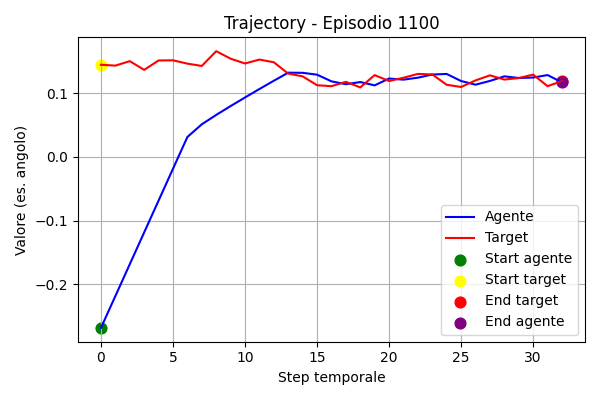 Trajectory - Episodio 1100
Valore (es. angolo)
0.1
0.0
−0.1
−0.2
0 5 10 15 20 25 30
Step temporale
Agente
Target
Start agente
Start target
End target
End agente